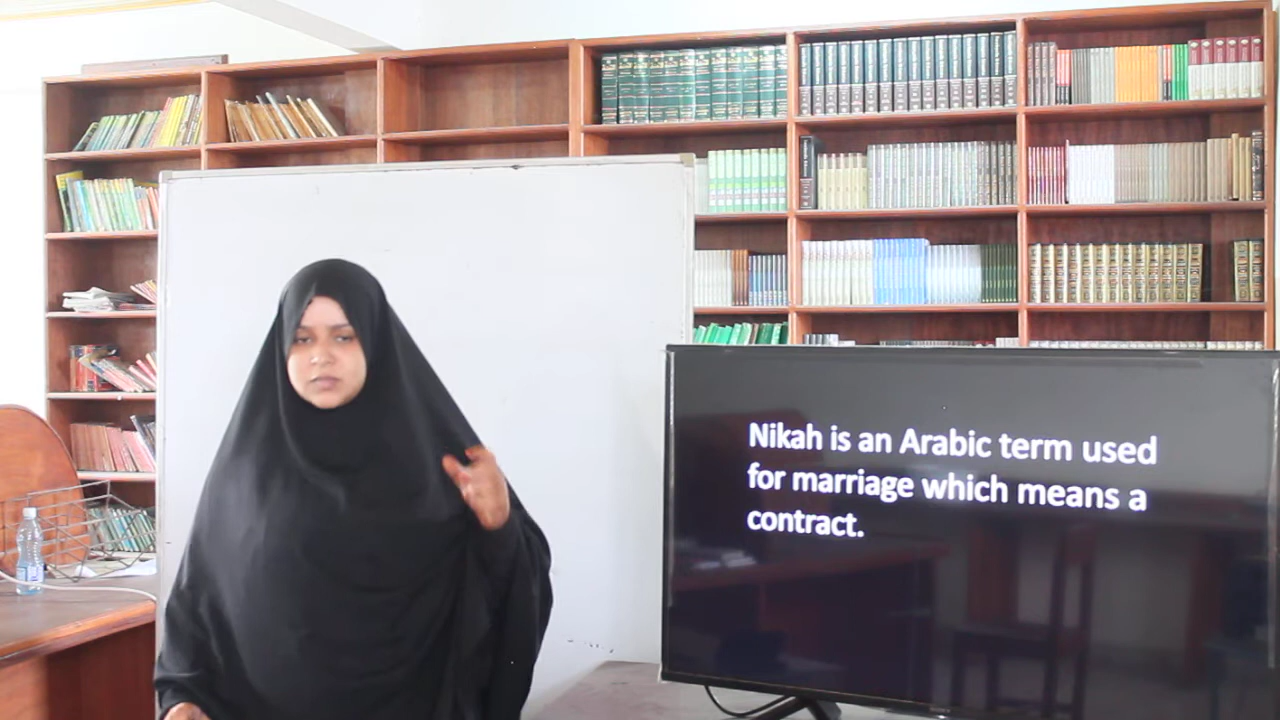 Nikah is an Arabic term used
for marriage which means a
contract.